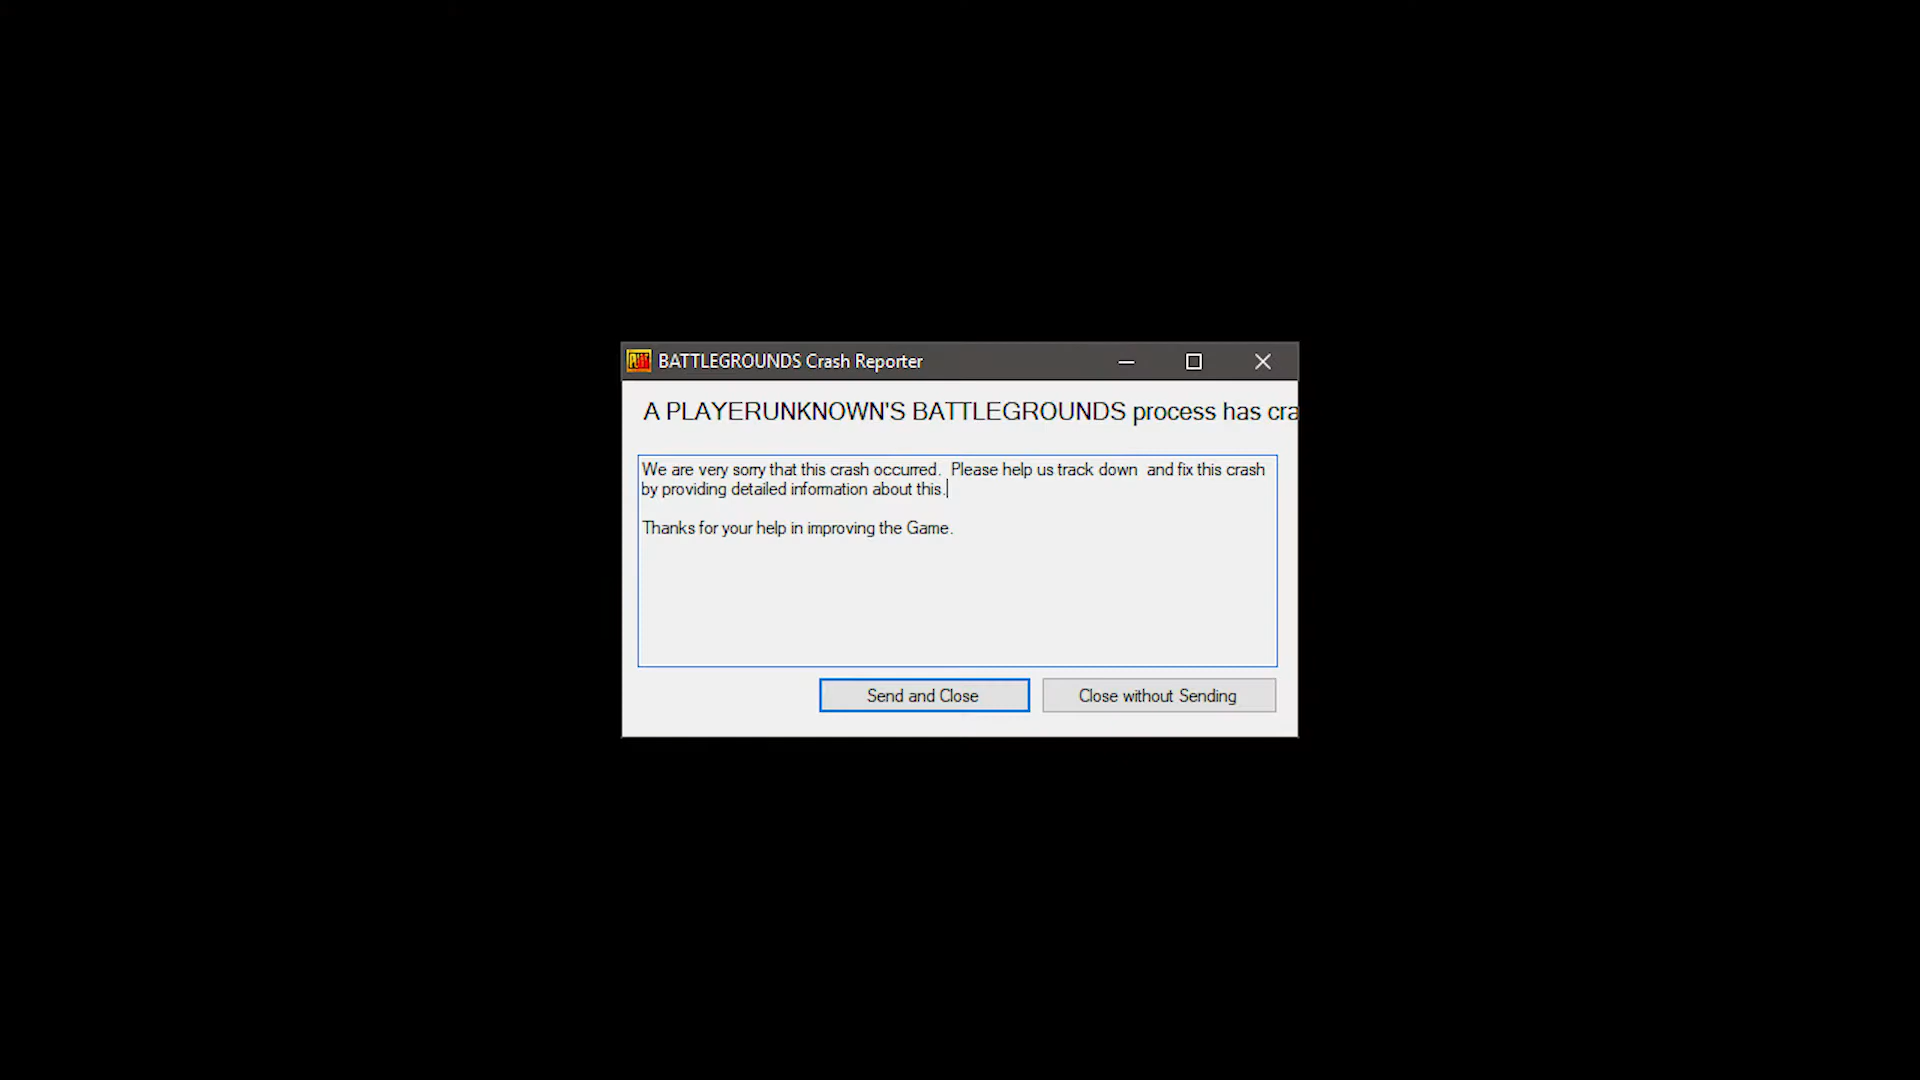 PUBG
BATTLEGROUNDS Crash Reporter
A PLAYERUNKNOWN'S BATTLEGROUNDS process has cra
We are very sorry that this crash occurred.  Please help us track down  and fix this crash
by providing detailed information about this.
Thanks for your help in improving the Game.
Send and Close
Close without Sending